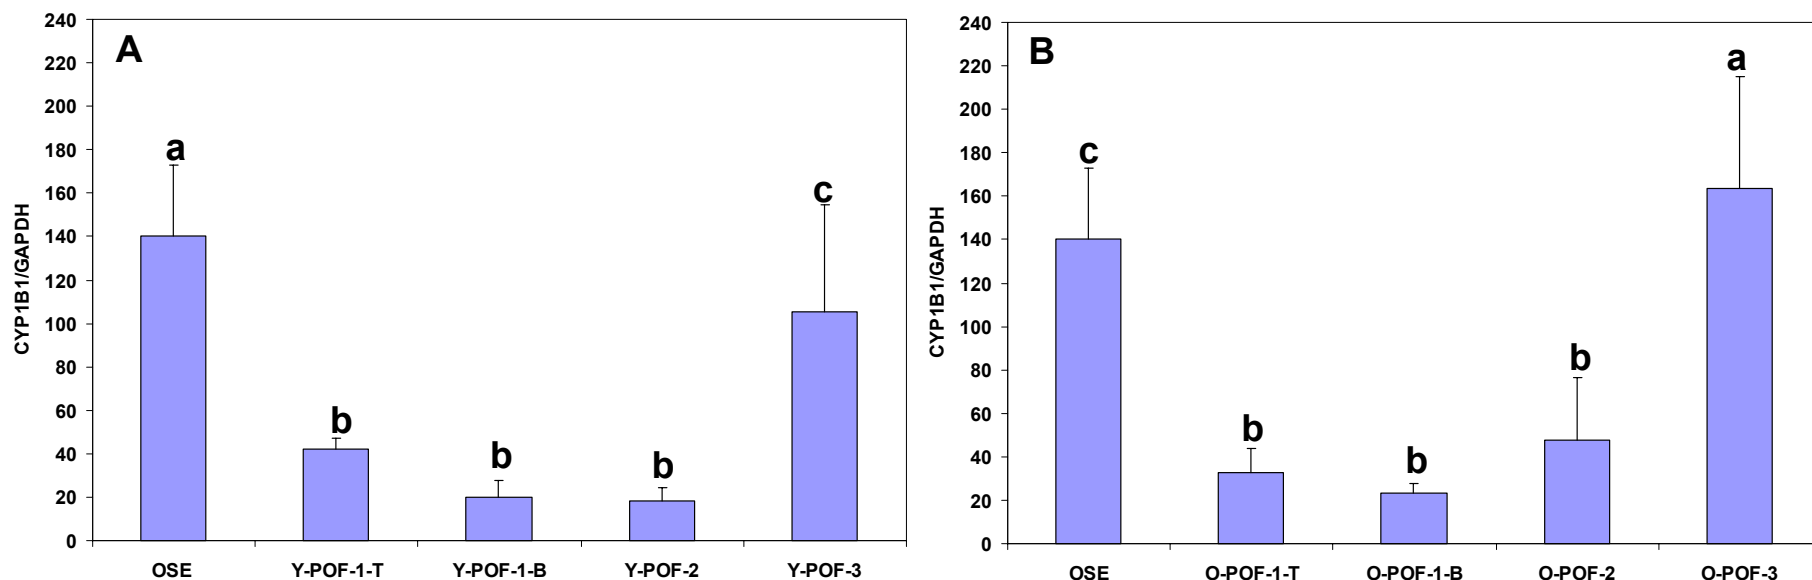 A
CYP1B1/GAPDH
240
220
200
180
160
140
120
100
80
60
40
20
0
a
b
b
b
c
OSE Y-POF-1-T Y-POF-1-B Y-POF-2 Y-POF-3
B
CYP1B1/GAPDH
240
220
200
180
160
140
120
100
80
60
40
20
0
c
b
b
b
a
OSE O-POF-1-T O-POF-1-B O-POF-2 O-POF-3